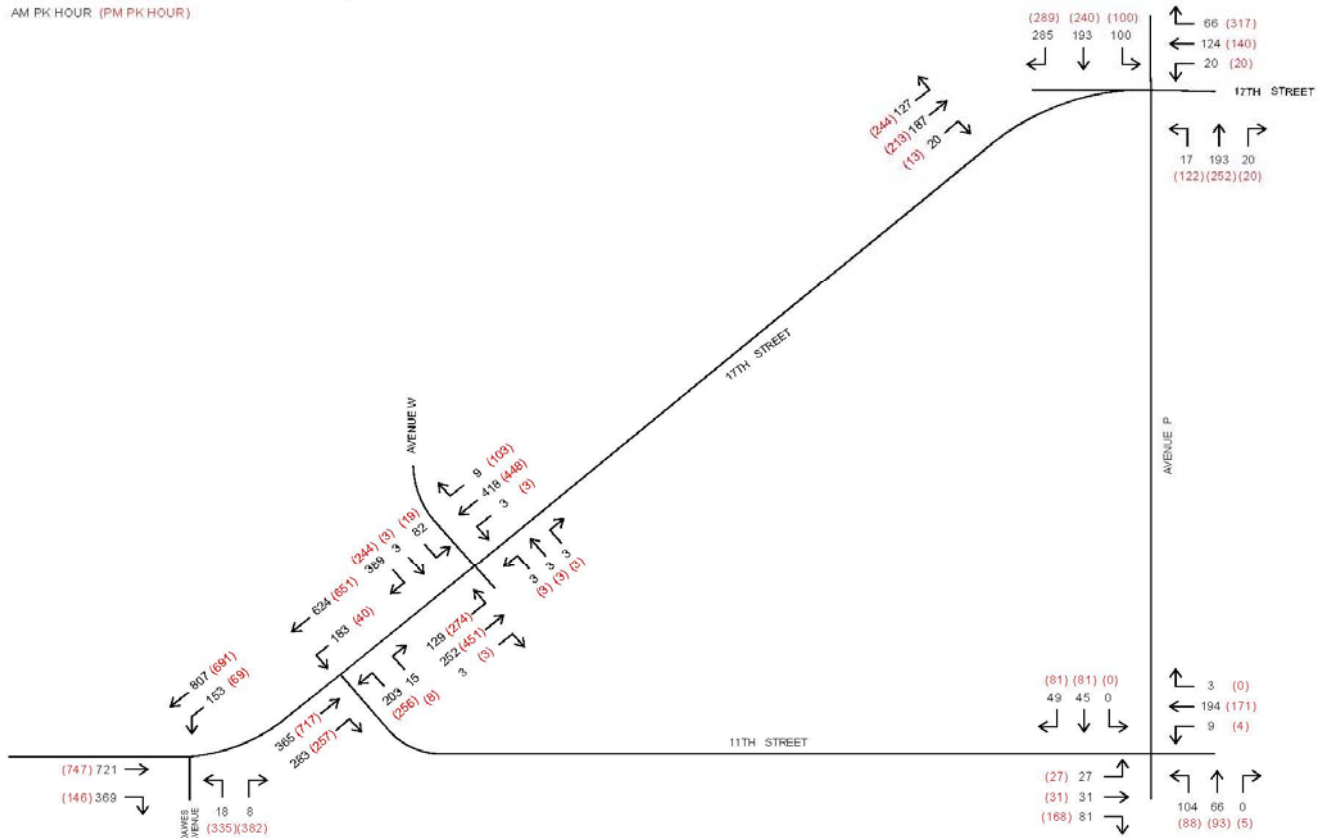 AM PK HOUR (PM PK HOUR)
(289) (240) (100)
285 193 100
66 (317)
124 (140)
20 (20)
17TH STREET
(244) 127
(213) 187
(13) 20
17 193 20
(122) (252) (20)
17TH STREET
AVENUE W
AVENUE P
9 (103)
418 (448)
3 (3)
(244) (3) (19)
389 3 82
3 3 3
(3) (3) (3)
624 (651)
183 (40)
129 (274)
252 (451)
3 (3)
807 (691)
153 (69)
203 15
(256) (8)
365 (717)
283 (257)
11TH STREET
(81) (81) (0)
49 45 0
3 (0)
194 (171)
9 (4)
(747) 721
(146) 369
DAWES
AVENUE
18 8
(335) (382)
(27) 27
(31) 31
(168) 81
104 66 0
(88) (93) (5)